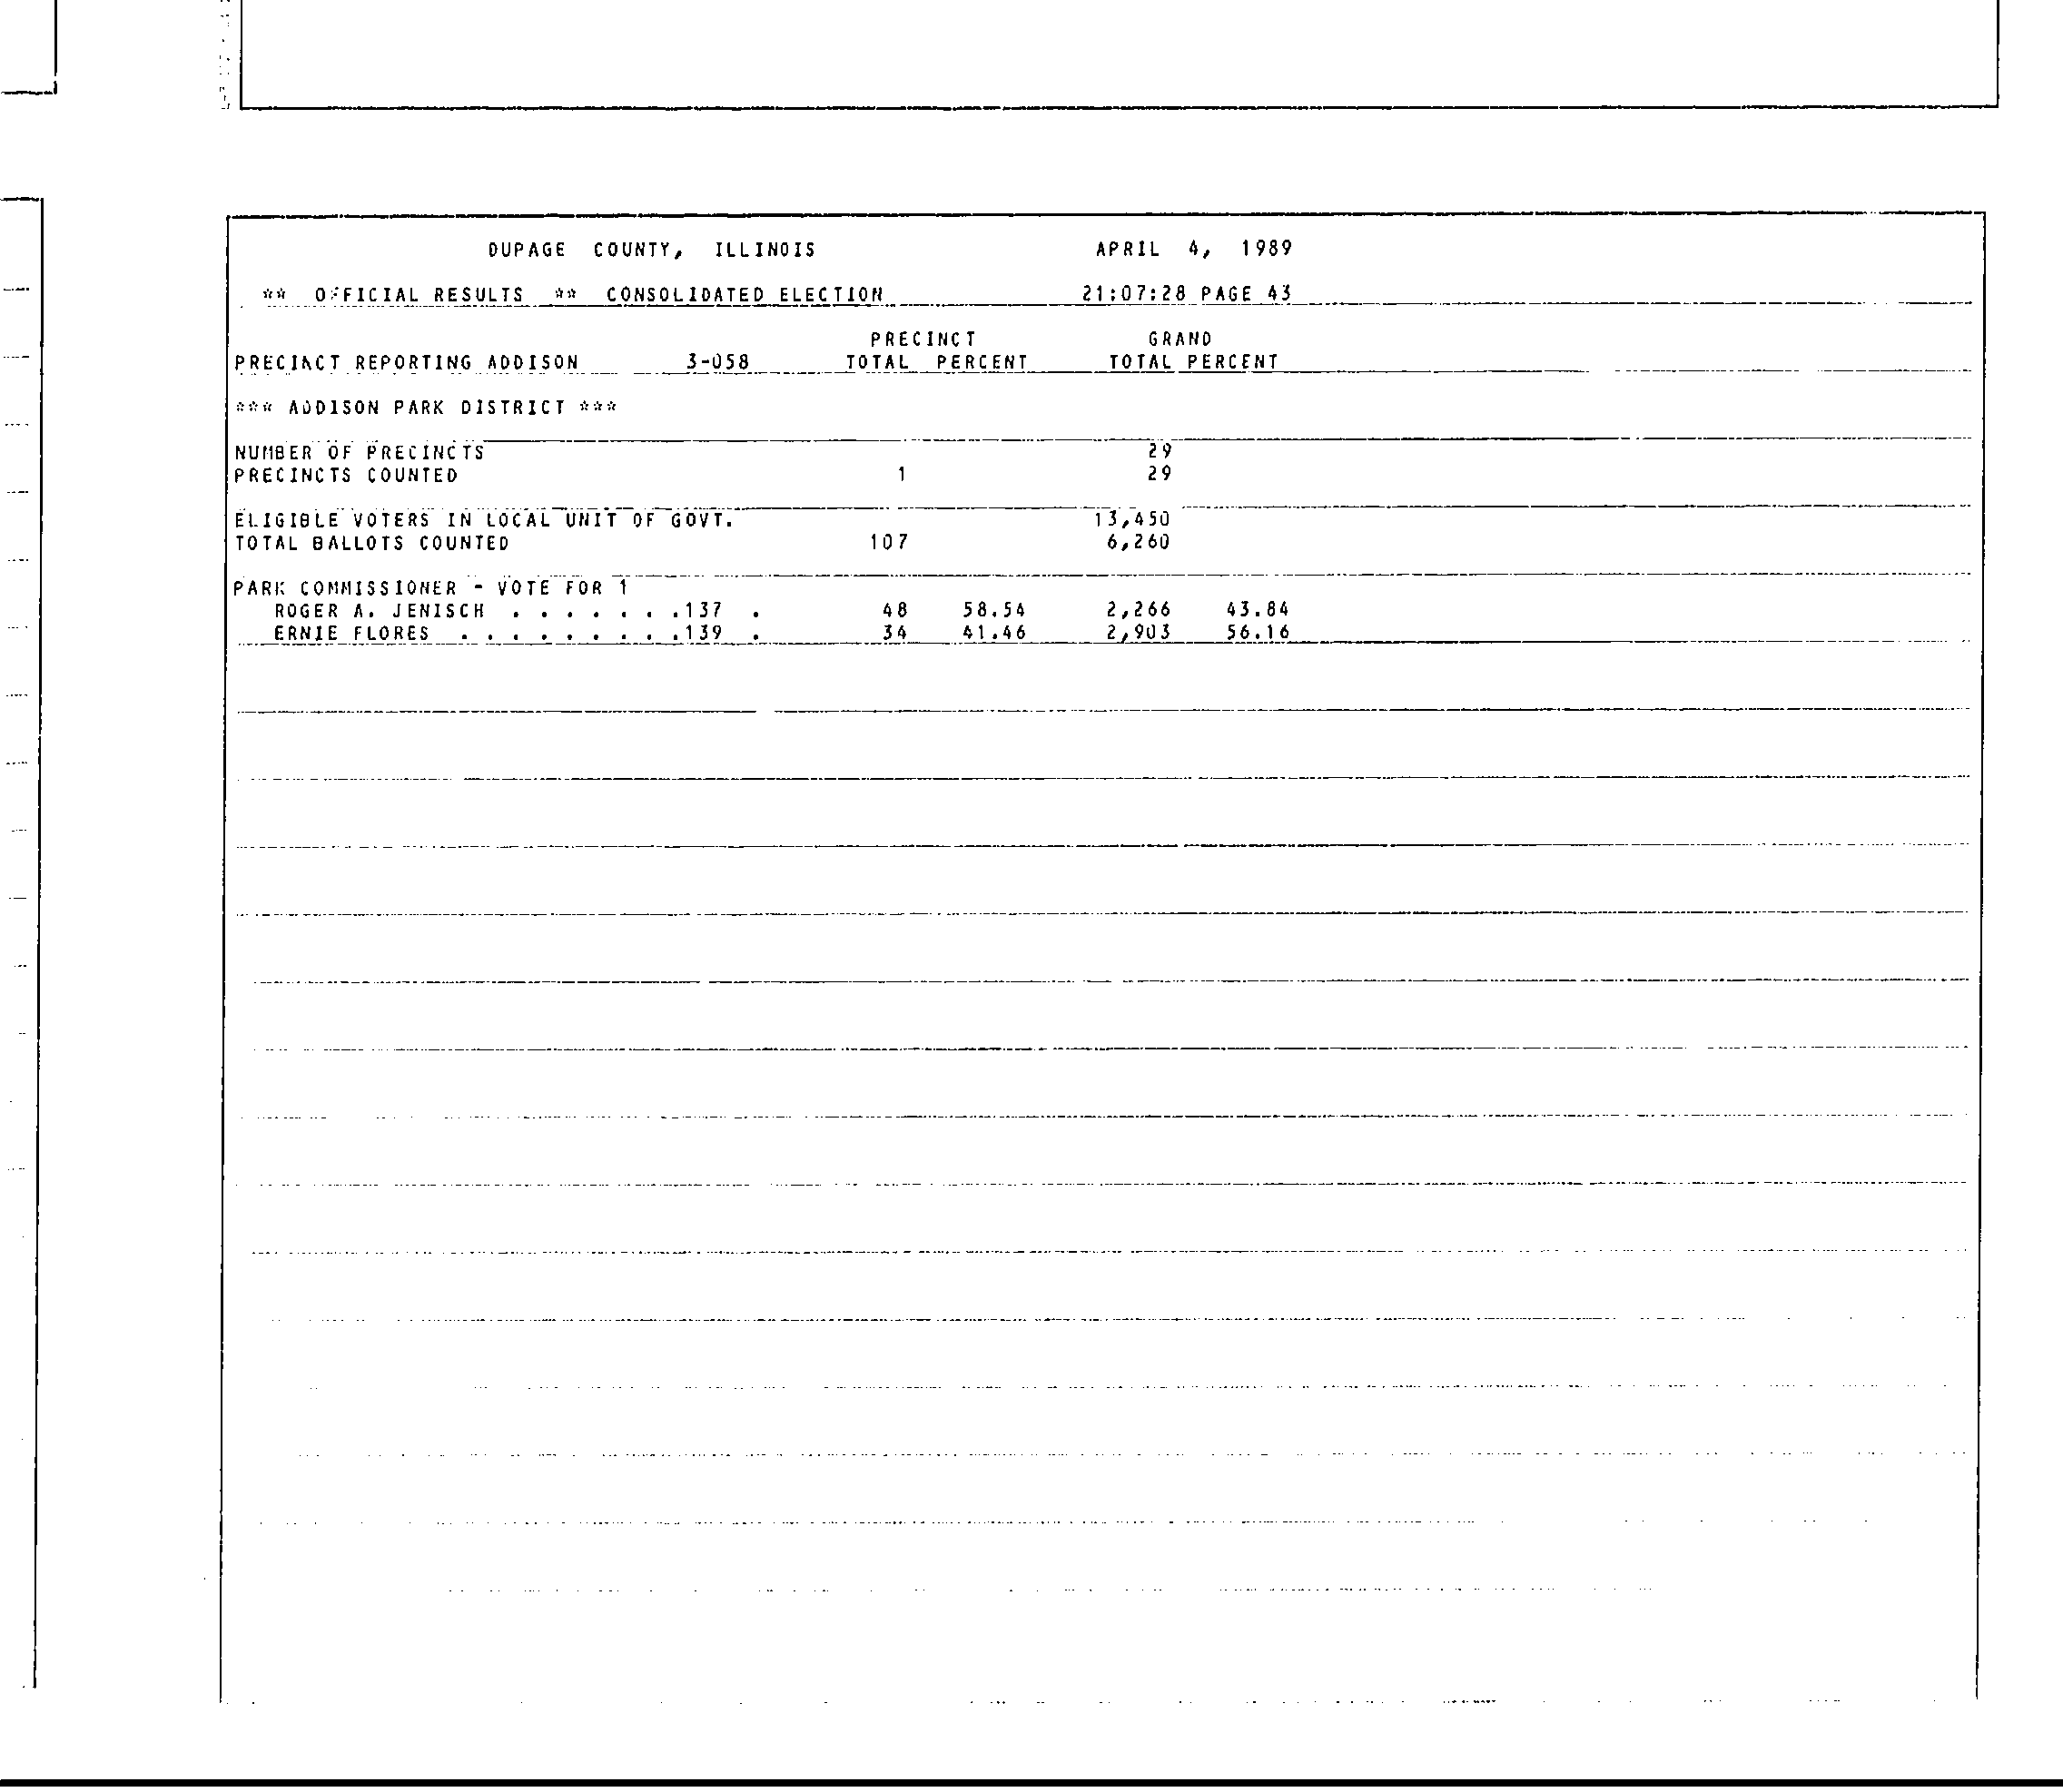 DUPAGE COUNTY, ILLINOIS APRIL 4, 1989
** OFFICIAL RESULTS ** CONSOLIDATED ELECTION 21:07:28 PAGE 43
PRECINCT GRAND
PRECINCT REPORTING ADDISON 3-058 TOTAL PERCENT TOTAL PERCENT
*** ADDISON PARK DISTRICT ***
NUMBER OF PRECINCTS 29
PRECINCTS COUNTED 1 29
ELIGIBLE VOTERS IN LOCAL UNIT OF GOVT. 13,450
TOTAL BALLOTS COUNTED 107 6,260
PARK COMMISSIONER - VOTE FOR 1
ROGER A. JENISCH . . . . . . .137 . 48 58.54 2,266 43.84
ERNIE FLORES . . . . . . . . .139 . 34 41.46 2,903 56.16